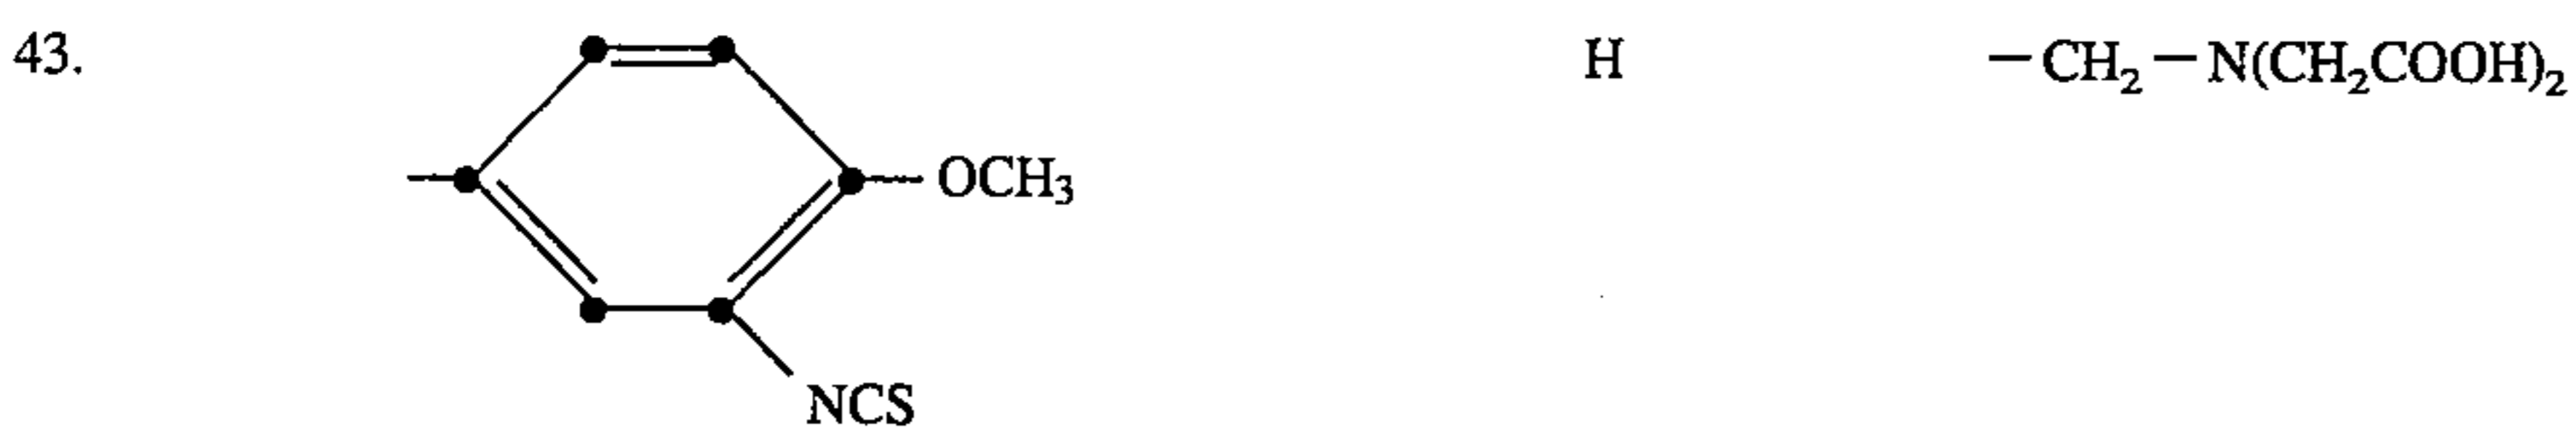 43. H −CH₂−N(CH₂COOH)₂
OCH₃
NCS